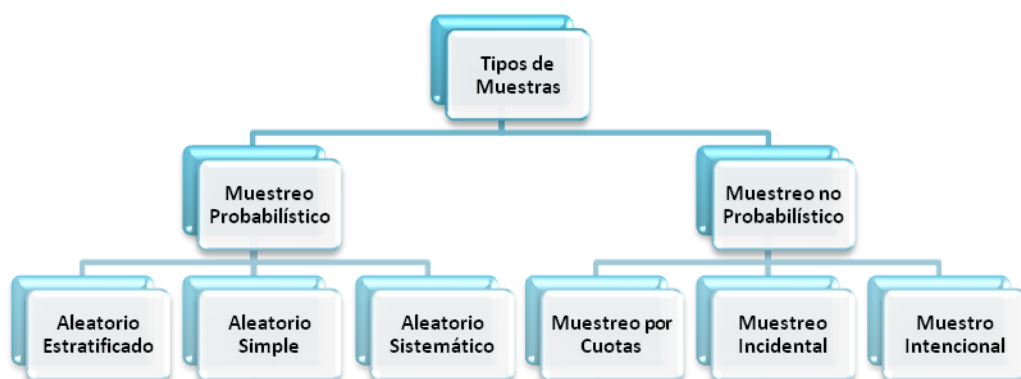 Tipos de
Muestras
Muestreo
Probabilístico
Muestreo no
Probabilístico
Aleatorio
Estratificado
Aleatorio
Simple
Aleatorio
Sistemático
Muestreo por
Cuotas
Muestreo
Incidental
Muestro
Intencional